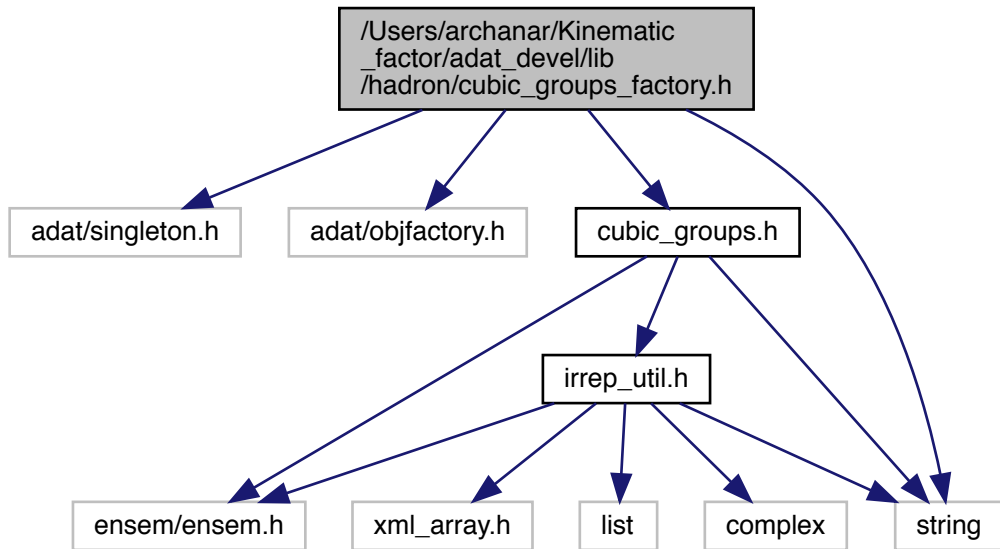 /Users/archanar/Kinematic
_factor/adat_devel/lib
/hadron/cubic_groups_factory.h
adat/singleton.h
adat/objfactory.h
cubic_groups.h
irrep_util.h
ensem/ensem.h
xml_array.h
list
complex
string